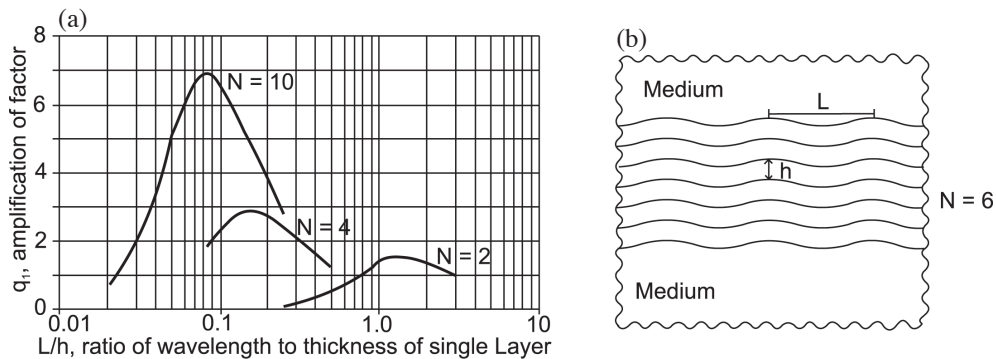 (a)
8
6
4
2
0
q1, amplification of factor
N = 10
N = 4
N = 2
0.01
0.1
1.0
10
L/h, ratio of wavelength to thickness of single Layer
(b)
Medium
L
h
N = 6
Medium